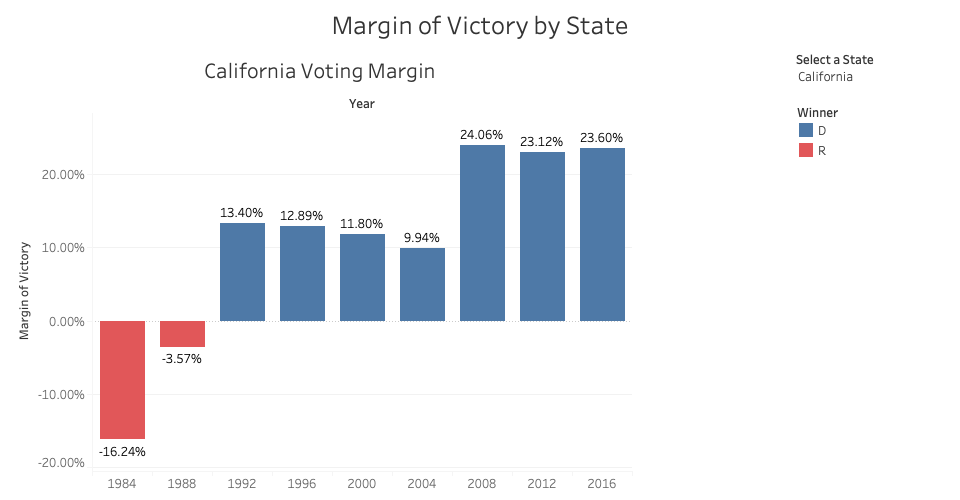 Margin of Victory by State
California Voting Margin
Select a State
California
Year
Winner
D
R
24.06%
23.12%
23.60%
20.00%
13.40%
12.89%
11.80%
9.94%
10.00%
Margin of Victory
0.00%
-3.57%
-10.00%
-16.24%
-20.00%
1984 1988 1992 1996 2000 2004 2008 2012 2016